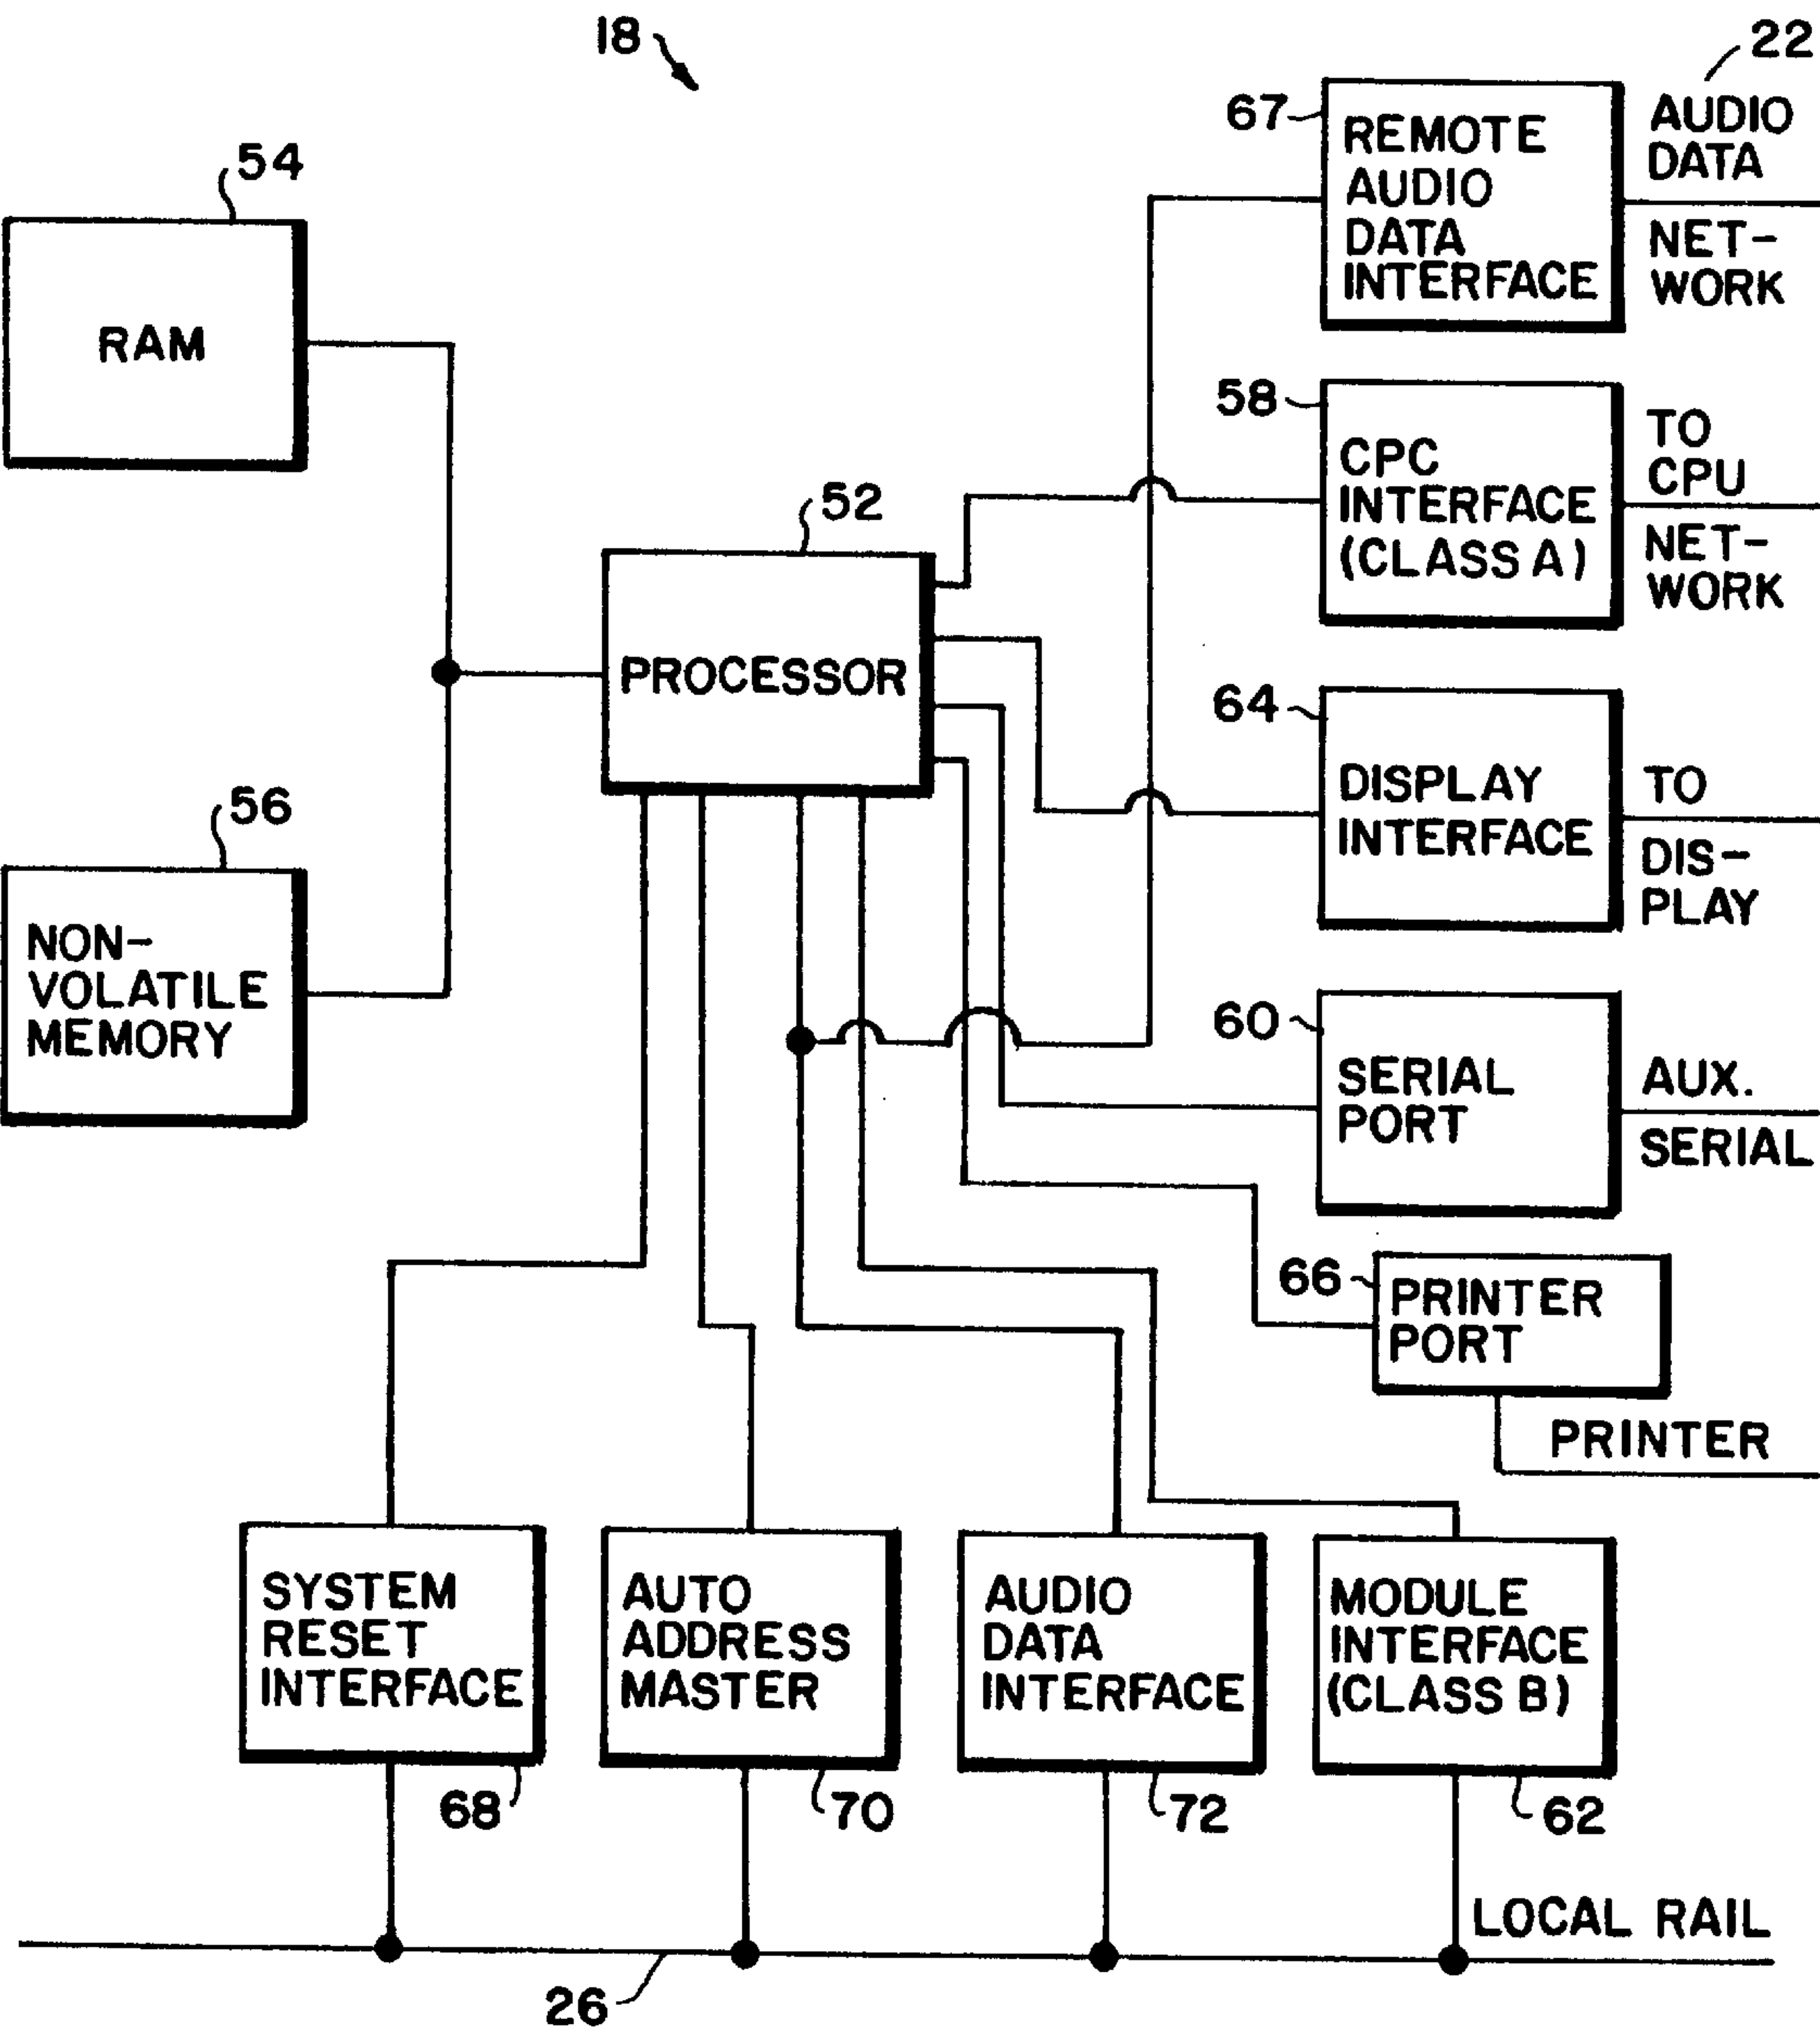 18
22
67
REMOTE
AUDIO
DATA
INTERFACE
AUDIO
DATA
NET-
WORK
54
RAM
58
CPC
INTERFACE
(CLASS A)
TO
CPU
NET-
WORK
52
PROCESSOR
64
DISPLAY
INTERFACE
TO
DIS-
PLAY
56
NON-
VOLATILE
MEMORY
60
SERIAL
PORT
AUX.
SERIAL
66
PRINTER
PORT
PRINTER
SYSTEM
RESET
INTERFACE
68
AUTO
ADDRESS
MASTER
70
AUDIO
DATA
INTERFACE
72
MODULE
INTERFACE
(CLASS B)
62
LOCAL RAIL
26